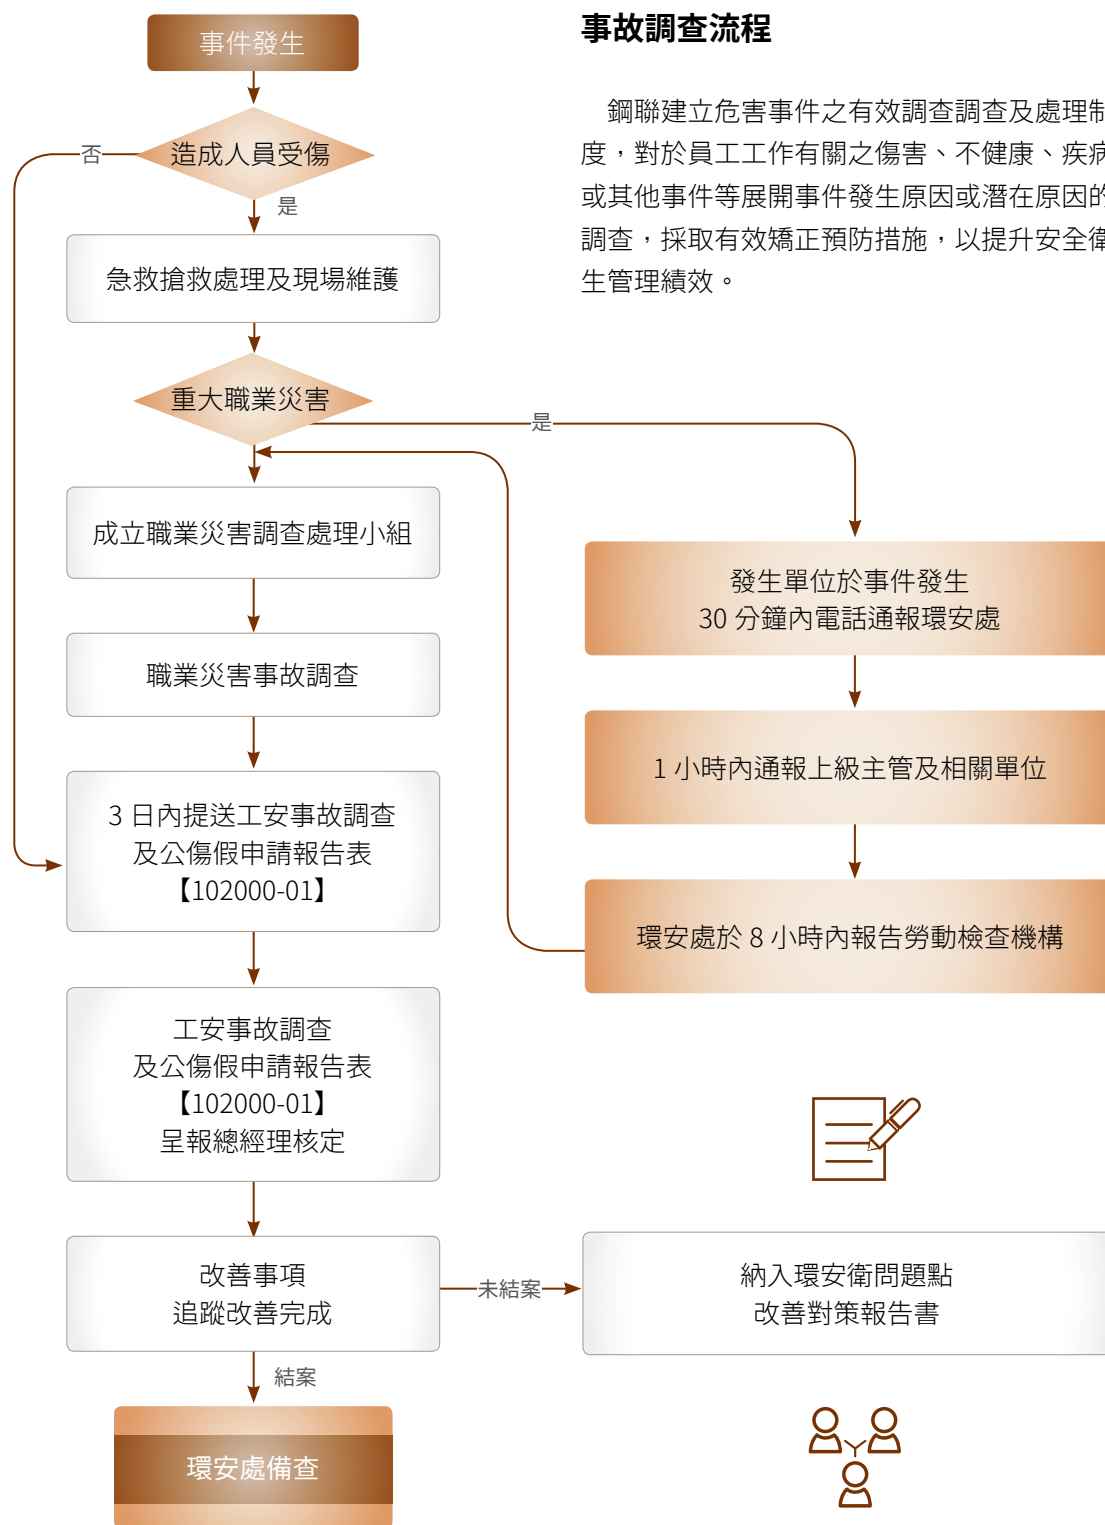 事故調查流程
鋼聯建立危害事件之有效調查調查及處理制
度，對於員工工作有關之傷害、不健康、疾病
或其他事件等展開事件發生原因或潛在原因的
調查，採取有效矯正預防措施，以提升安全衛
生管理績效。
事件發生
造成人員受傷
否
是
急救搶救處理及現場維護
重大職業災害
是
成立職業災害調查處理小組
職業災害事故調查
3 日內提送工安事故調查
及公傷假申請報告表
【102000-01】
工安事故調查
及公傷假申請報告表
【102000-01】
呈報總經理核定
改善事項
追蹤改善完成
結案
環安處備查
發生單位於事件發生
30 分鐘內電話通報環安處
1 小時內通報上級主管及相關單位
環安處於 8 小時內報告勞動檢查機構
未結案
納入環安衛問題點
改善對策報告書